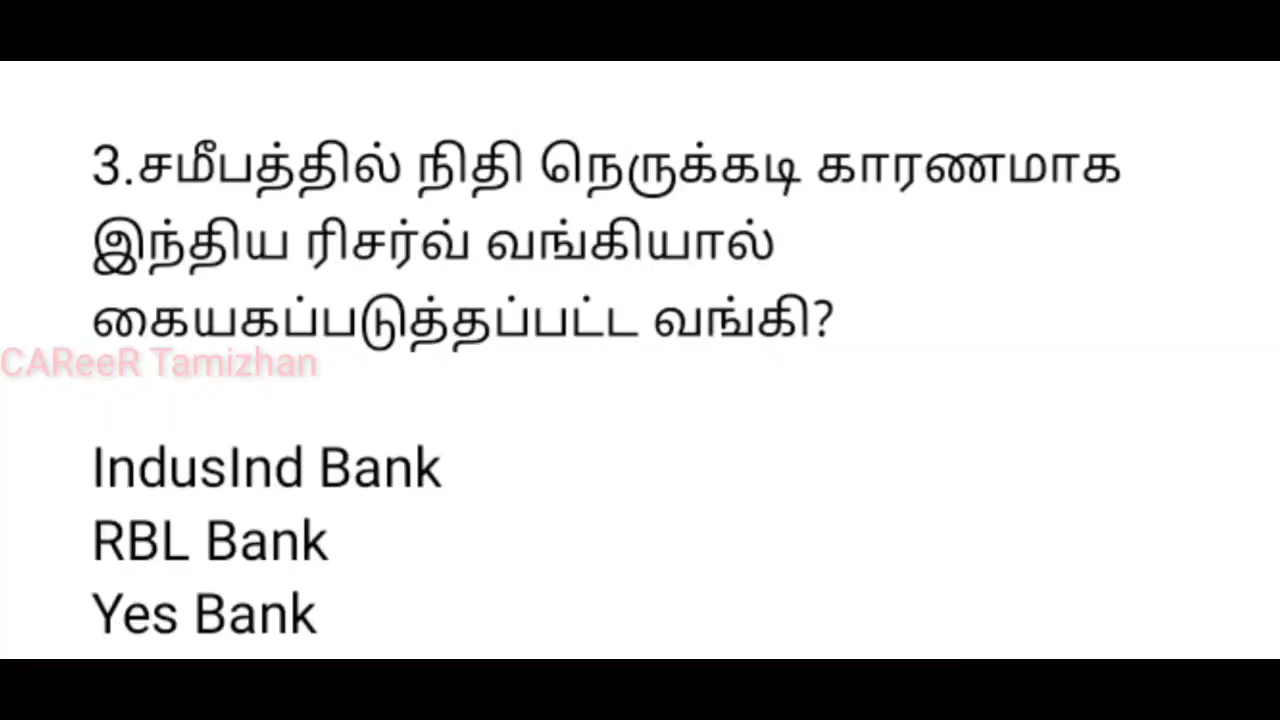 3.சமீபத்தில் நிதி நெருக்கடி காரணமாக
இந்திய ரிசர்வ் வங்கியால்
கையகப்படுத்தப்பட்ட வங்கி?
CAReeR Tamizhan
IndusInd Bank
RBL Bank
Yes Bank